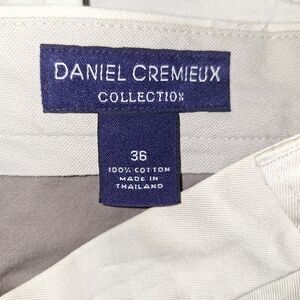 DANIEL CREMIEUX
COLLECTION
36
100% COTTON
MADE IN
THAILAND